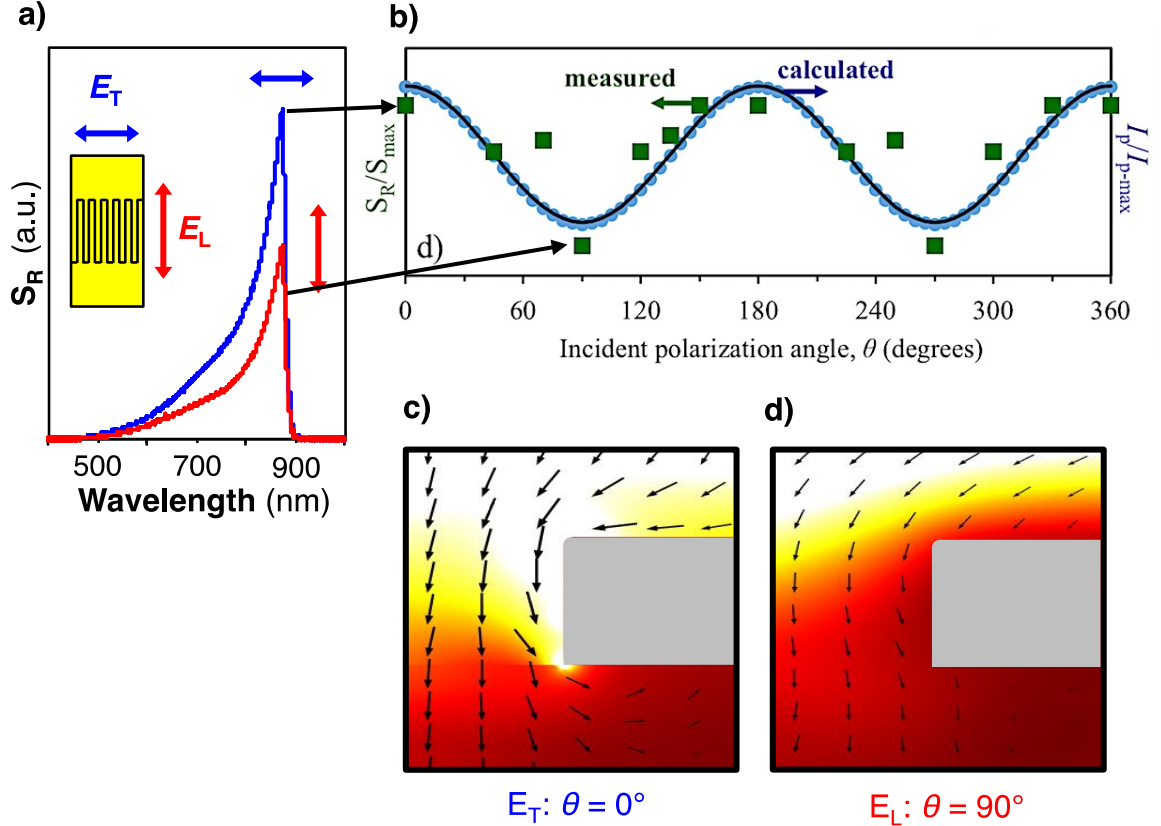 a)
b)
E_T
E_L
S_R (a.u.)
500 700 900
Wavelength (nm)
measured
calculated
S_R/S_max
I_p/I_p-max
d)
0 60 120 180 240 300 360
Incident polarization angle, θ (degrees)
c)
d)
E_T: θ = 0°
E_L: θ = 90°